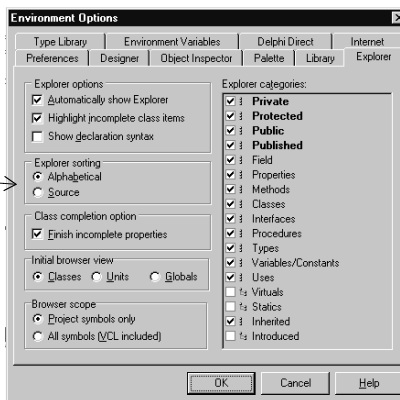 Environment Options
Type Library Environment Variables Delphi Direct Internet
Preferences Designer Object Inspector Palette Library Explorer
Explorer options
Automatically show Explorer
Highlight incomplete class items
Show declaration syntax
Explorer sorting
Alphabetical
Source
Class completion option
Finish incomplete properties
Initial browser view
Classes Units Globals
Browser scope
Project symbols only
All symbols (VCL included)
Explorer categories:
Private
Protected
Public
Published
Field
Properties
Methods
Classes
Interfaces
Procedures
Types
Variables/Constants
Uses
Virtuals
Statics
Inherited
Introduced
OK Cancel Help